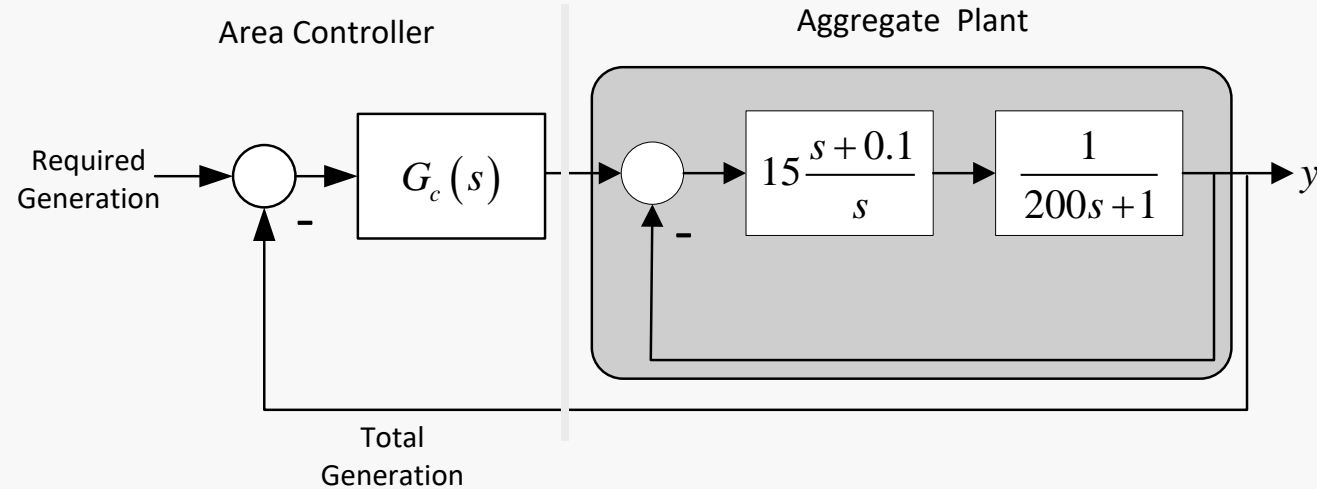 Area Controller
Aggregate Plant
Required
Generation
-
G_c(s)
-
15 (s + 0.1)/s
1/(200s + 1)
y
Total
Generation